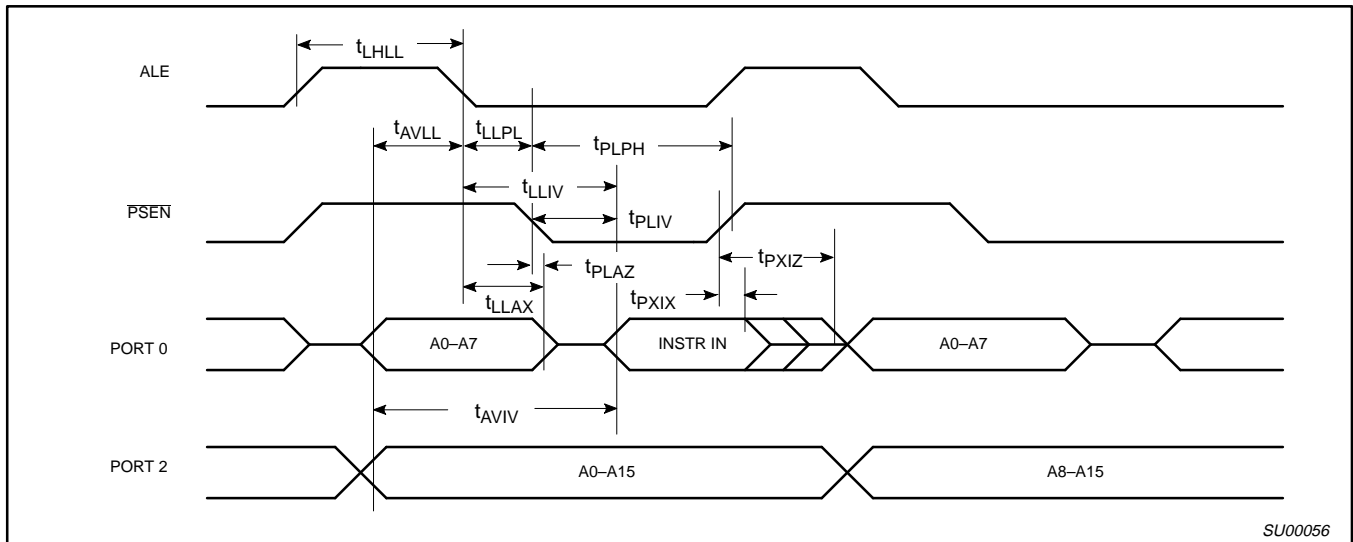 tLHLL
ALE
tAVLL
tLLPL
tPLPH
tLLIV
PSEN
tPLIV
tPXIZ
tPLAZ
tLLAX
tPXIX
PORT 0
A0–A7
INSTR IN
A0–A7
tAVIV
PORT 2
A0–A15
A8–A15
SU00056